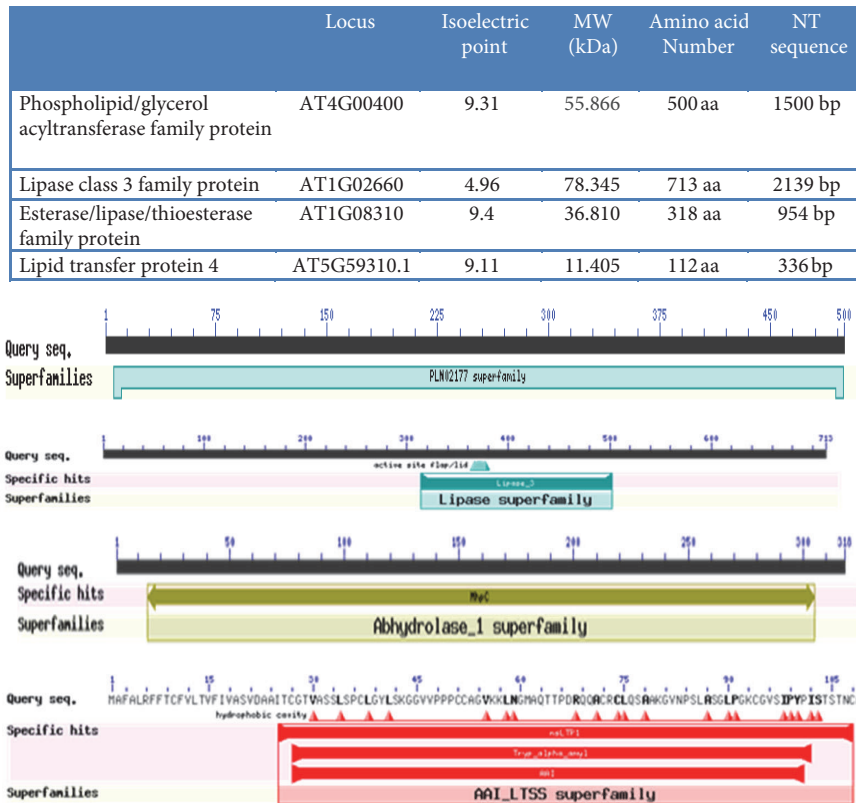 Locus Isoelectric point MW (kDa) Amino acid Number NT sequence
Phospholipid/glycerol acyltransferase family protein AT4G00400 9.31 55.866 500 aa 1500 bp
Lipase class 3 family protein AT1G02660 4.96 78.345 713 aa 2139 bp
Esterase/lipase/thioesterase family protein AT1G08310 9.4 36.810 318 aa 954 bp
Lipid transfer protein 4 AT5G59310.1 9.11 11.405 112 aa 336 bp
1 75 150 225 300 375 450 500
Query seq.
Superfamilies PLN02177 superfamily
1 100 200 300 400 500 600 713
Query seq.
active site flap/lid
Specific hits Lipase_3
Superfamilies Lipase superfamily
1 50 100 150 200 250 300 318
Query seq.
Specific hits MhpC
Superfamilies Abhydrolase_1 superfamily
1 15 30 45 60 75 90 105
Query seq. MAFALRFFTCFVLTVFIVASVDAAITCGTVASSLSPCLGYLSKGGVVPPPCCAGVKKLNGMAQTTPDRQQACRCLQSAAKGVNPSLASGLPGKCGVSIPYPISTSTNC
hydrophobic cavity
Specific hits nsLTP1
Tryp_alpha_amyl
AAI
Superfamilies AAI_LTSS superfamily